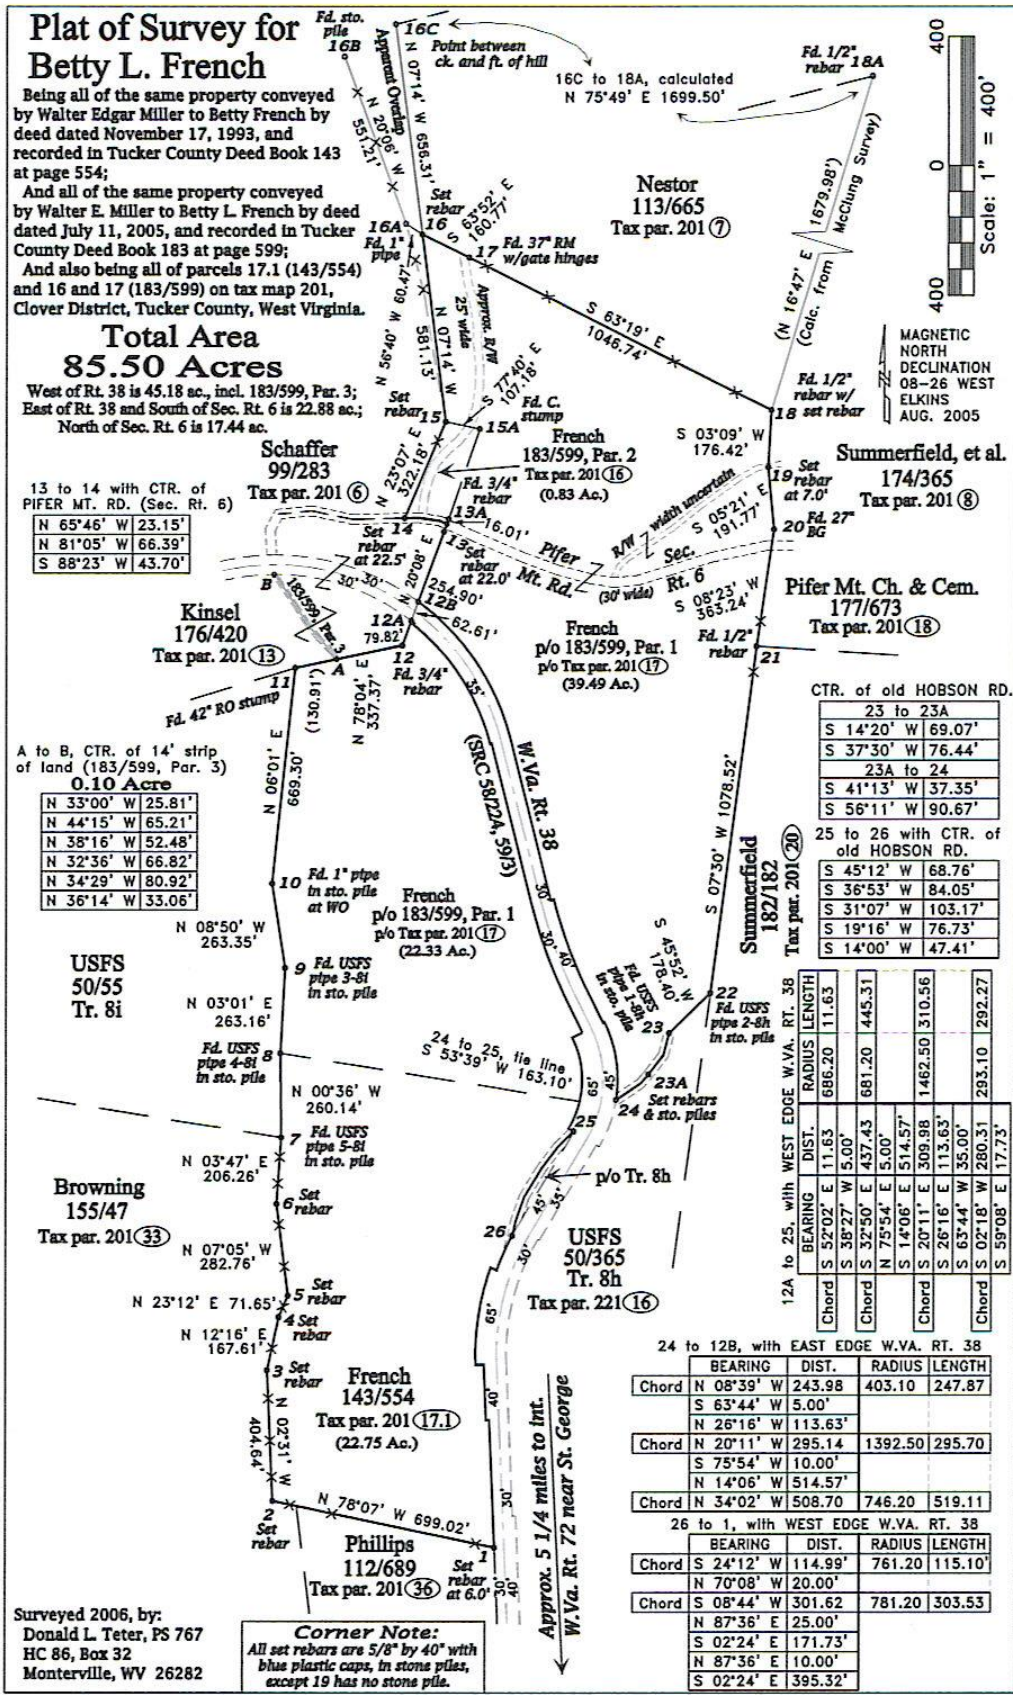 Plat of Survey for
Betty L. French
Being all of the same property conveyed
by Walter Edgar Miller to Betty French by
deed dated November 17, 1993, and
recorded in Tucker County Deed Book 143
at page 554;
And all of the same property conveyed
by Walter E. Miller to Betty L. French by deed
dated July 11, 2005, and recorded in Tucker
County Deed Book 183 at page 599;
And also being all of parcels 17.1 (143/554)
and 16 and 17 (183/599) on tax map 201,
Clover District, Tucker County, West Virginia.
Total Area
85.50 Acres
West of Rt. 38 is 45.18 ac., incl. 183/599, Par. 3;
East of Rt. 38 and South of Sec. Rt. 6 is 22.88 ac.;
North of Sec. Rt. 6 is 17.44 ac.
Fd. sto.
pile
16B
16C
Point between
ck. and ft. of hill
Apparent Overlap
N 07°14' W 656.31'
N 20°06' W
551.21'
16C to 18A, calculated
N 75°49' E 1699.50'
Fd. 1/2"
rebar
18A
(N 16°47' E 1679.98')
(Calc. from McClung Survey)
400
0
400
Scale: 1" = 400'
MAGNETIC
NORTH
DECLINATION
08-26 WEST
ELKINS
AUG. 2005
Nestor
113/665
Tax par. 201 7
Set
rebar
16
16A
Fd. 1"
pipe
S 63°52' E
160.77'
17
Fd. 37" RM
w/gate hinges
S 63°19' E
1046.74'
N 56°40' W 60.47'
N 07°14' W
581.13'
Approx. R/W
25' wide
S 77°40' E
107.18'
Fd. C.
stump
Set
rebar
15
15A
Fd. 1/2"
rebar w/
set rebar
18
S 03°09' W
176.42'
19
Set
rebar
at 7.0'
S 05°21' E
191.77'
20
Fd. 27"
BG
Summerfield, et al.
174/365
Tax par. 201 8
Schaffer
99/283
Tax par. 201 6
N 23°07' E
322.18'
French
183/599, Par. 2
Tax par. 201 16
(0.83 Ac.)
Fd. 3/4"
rebar
13A
16.01'
13
Set
rebar
at 22.0'
14
Set
rebar
at 22.5'
R/W width uncertain
Pifer
Mt. Rd.
Sec.
Rt. 6
(30' wide)
13 to 14 with CTR. of
PIFER MT. RD. (Sec. Rt. 6)
N 65°46' W 23.15'
N 81°05' W 66.39'
S 88°23' W 43.70'
B
30' 30'
N 20°08' E
254.90'
12B
62.61'
12A
79.82'
12
Fd. 3/4"
rebar
183/599, Par. 3
A
Kinsel
176/420
Tax par. 201 13
11
Fd. 42" RO stump
(130.91')
N 78°04' E
337.37'
French
p/o 183/599, Par. 1
p/o Tax par. 201 17
(39.49 Ac.)
S 08°23' W
363.24'
Fd. 1/2"
rebar
21
Pifer Mt. Ch. & Cem.
177/673
Tax par. 201 18
CTR. of old HOBSON RD.
23 to 23A
S 14°20' W 69.07'
S 37°30' W 76.44'
23A to 24
S 41°13' W 37.35'
S 56°11' W 90.67'
25 to 26 with CTR. of
old HOBSON RD.
S 45°12' W 68.76'
S 36°53' W 84.05'
S 31°07' W 103.17'
S 19°16' W 76.73'
S 14°00' W 47.41'
A to B, CTR. of 14' strip
of land (183/599, Par. 3)
0.10 Acre
N 33°00' W 25.81'
N 44°15' W 65.21'
N 38°16' W 52.48'
N 32°36' W 66.82'
N 34°29' W 80.92'
N 36°14' W 33.06'
N 06°01' E
669.30'
35'
W.Va. Rt. 38
(SRC 58/224, 59/3)
30'
30' 40'
S 07°30' W 1078.52'
Summerfield
182/182
Tax par. 201 20
10
Fd. 1" pipe
in sto. pile
at WO
French
p/o 183/599, Par. 1
p/o Tax par. 201 17
(22.33 Ac.)
N 08°50' W
263.35'
9
Fd. USFS
pipe 3-8i
in sto. pile
USFS
50/55
Tr. 8i
N 03°01' E
263.16'
Fd. USFS
pipe 4-8i
in sto. pile
8
24 to 25, tie line
S 53°39' W 163.10'
S 45°52' W
178.40'
Fd. USFS
pipe 1-8h
in sto. pile
22
Fd. USFS
pipe 2-8h
in sto. pile
23
23A
24
Set rebars
& sto. piles
65'
45'
N 00°36' W
260.14'
7
Fd. USFS
pipe 5-8i
in sto. pile
25
p/o Tr. 8h
45'
35'
30'
26
N 03°47' E
206.26'
6
Set
rebar
Browning
155/47
Tax par. 201 33
N 07°05' W
282.76'
5
Set
rebar
N 23°12' E 71.65'
4
Set
rebar
N 12°16' E
167.61'
3
Set
rebar
USFS
50/365
Tr. 8h
Tax par. 221 16
65'
12A to 25, with WEST EDGE W.VA. RT. 38
BEARING DIST. RADIUS LENGTH
Chord S 52°02' E 11.63 686.20 11.63
S 38°27' W 5.00'
Chord S 32°50' E 437.43 681.20 445.31
N 75°54' E 5.00'
S 14°06' E 514.57'
Chord S 20°11' E 309.98 1462.50 310.56
S 26°16' E 113.63'
S 63°44' W 35.00'
Chord S 02°18' W 280.31 293.10 292.27
S 59°08' E 17.73'
French
143/554
Tax par. 201 17.1
(22.75 Ac.)
N 02°31' W
404.64'
40'
30'
30'
40'
2
Set
rebar
N 78°07' W 699.02'
1
Set
rebar
at 6.0'
Phillips
112/689
Tax par. 201 36
Approx. 5 1/4 miles to int.
W.Va. Rt. 72 near St. George
24 to 12B, with EAST EDGE W.VA. RT. 38
BEARING DIST. RADIUS LENGTH
Chord N 08°39' W 243.98 403.10 247.87
S 63°44' W 5.00'
N 26°16' W 113.63'
Chord N 20°11' W 295.14 1392.50 295.70
S 75°54' W 10.00'
N 14°06' W 514.57'
Chord N 34°02' W 508.70 746.20 519.11
26 to 1, with WEST EDGE W.VA. RT. 38
BEARING DIST. RADIUS LENGTH
Chord S 24°12' W 114.99' 761.20 115.10'
N 70°08' W 20.00'
Chord S 08°44' W 301.62 781.20 303.53
N 87°36' E 25.00'
S 02°24' E 171.73'
N 87°36' E 10.00'
S 02°24' E 395.32'
Surveyed 2006, by:
Donald L. Teter, PS 767
HC 86, Box 32
Monterville, WV 26282
Corner Note:
All set rebars are 5/8" by 40" with
blue plastic caps, in stone piles,
except 19 has no stone pile.